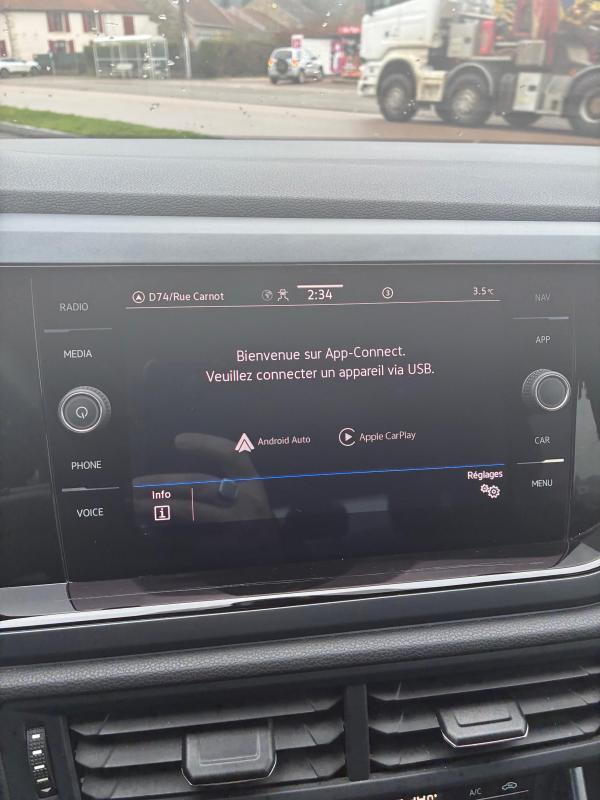 RADIO
MEDIA
PHONE
VOICE
D74/Rue Carnot
2:34
3
3.5°C
Bienvenue sur App-Connect.
Veuillez connecter un appareil via USB.
Android Auto
Apple CarPlay
Info
i
Réglages
NAV
APP
CAR
MENU
A/C